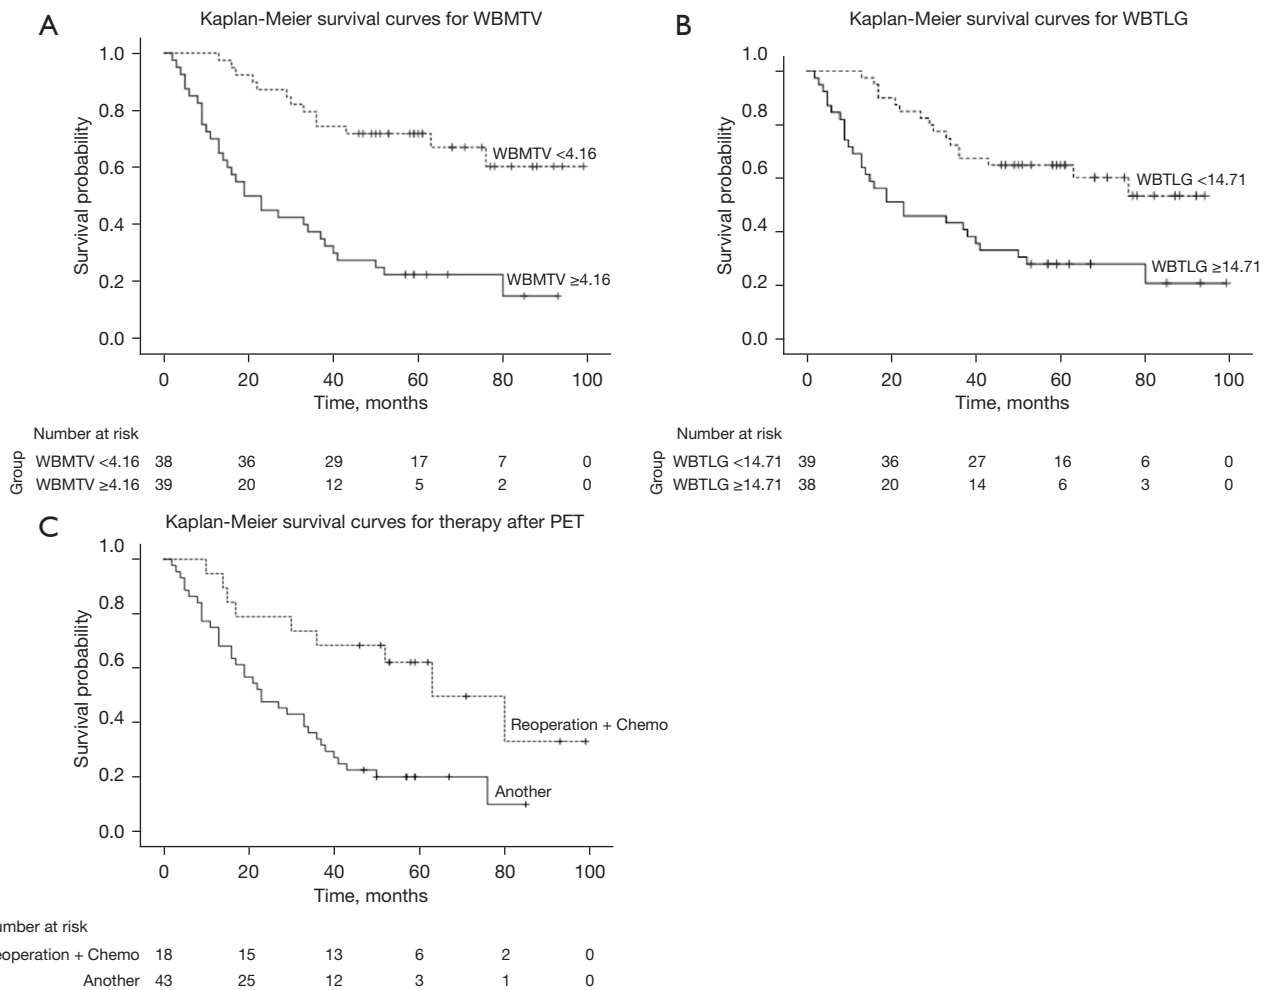 A
Kaplan-Meier survival curves for WBMTV
Survival probability
1.0
0.8
0.6
0.4
0.2
0.0
WBMTV <4.16
WBMTV ≥4.16
0 20 40 60 80 100
Time, months
Number at risk
Group
WBMTV <4.16 38 36 29 17 7 0
WBMTV ≥4.16 39 20 12 5 2 0
B
Kaplan-Meier survival curves for WBTLG
Survival probability
1.0
0.8
0.6
0.4
0.2
0.0
WBTLG <14.71
WBTLG ≥14.71
0 20 40 60 80 100
Time, months
Number at risk
Group
WBTLG <14.71 39 36 27 16 6 0
WBTLG ≥14.71 38 20 14 6 3 0
C
Kaplan-Meier survival curves for therapy after PET
Survival probability
1.0
0.8
0.6
0.4
0.2
0.0
Reoperation + Chemo
Another
0 20 40 60 80 100
Time, months
umber at risk
eoperation + Chemo 18 15 13 6 2 0
Another 43 25 12 3 1 0